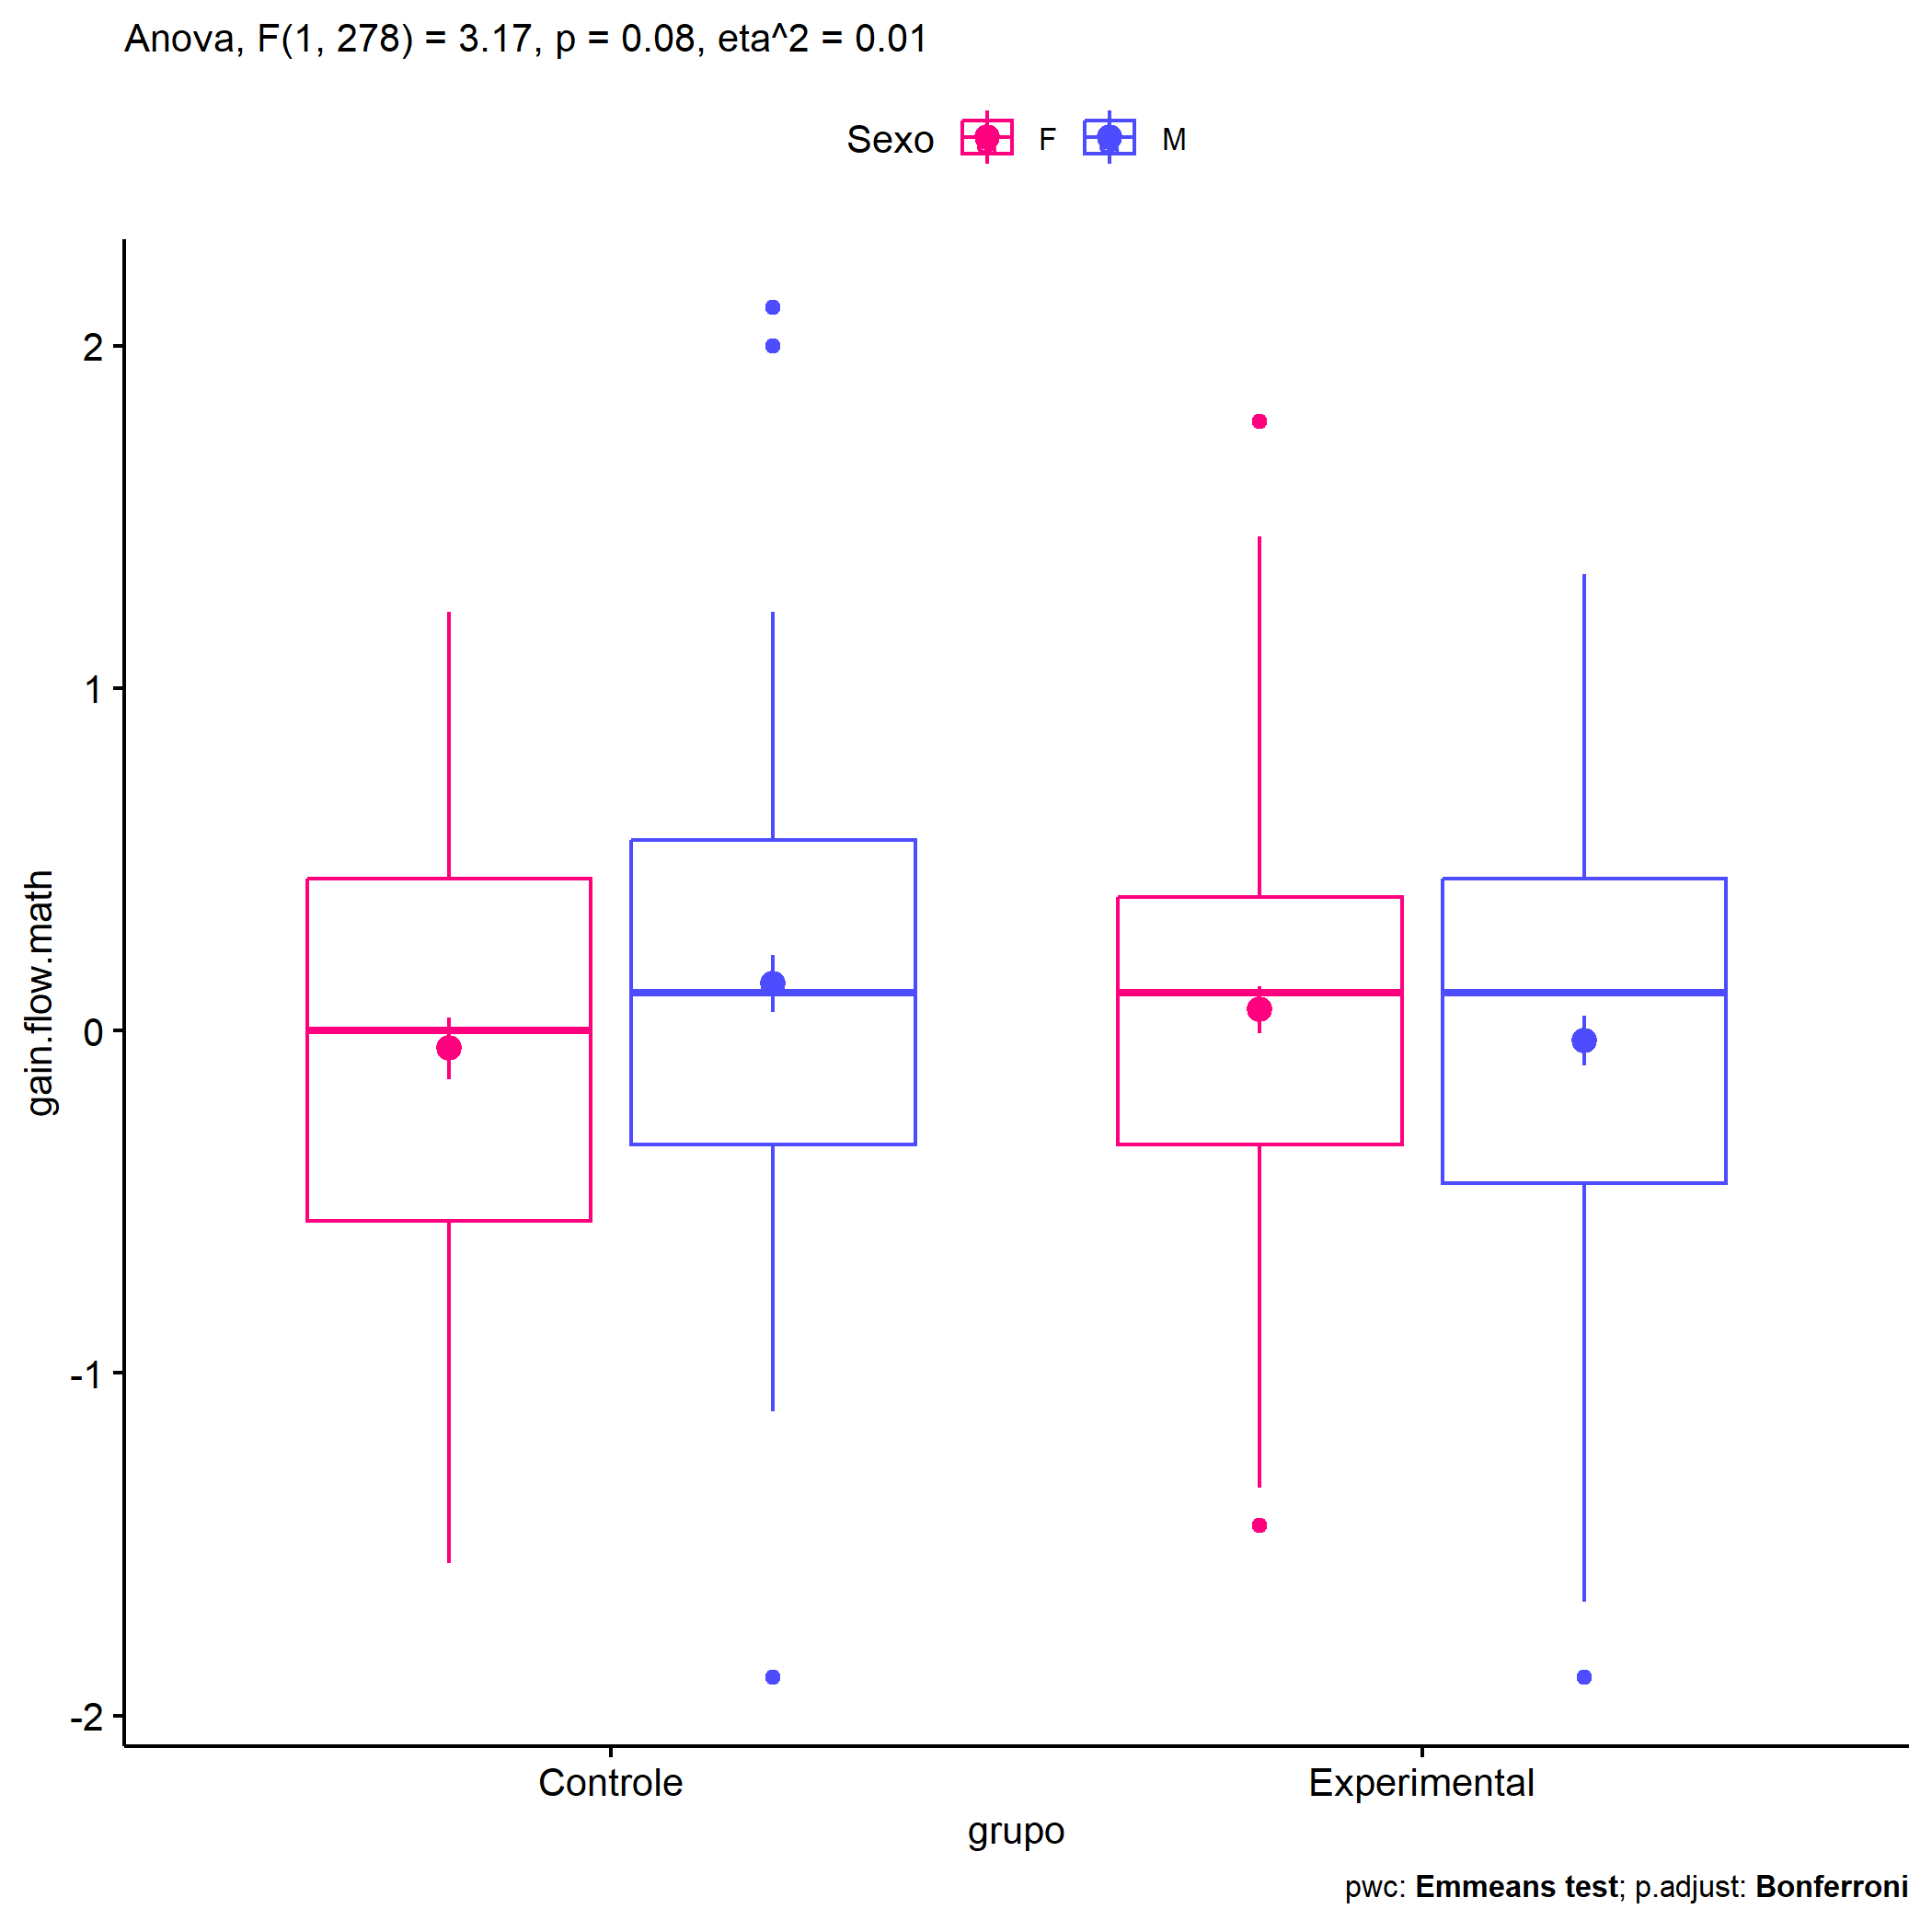 Anova, F(1, 278) = 3.17, p = 0.08, eta^2 = 0.01
Sexo F M
2
1
0
-1
-2
gain.flow.math
Controle Experimental
grupo
pwc: Emmeans test; p.adjust: Bonferroni